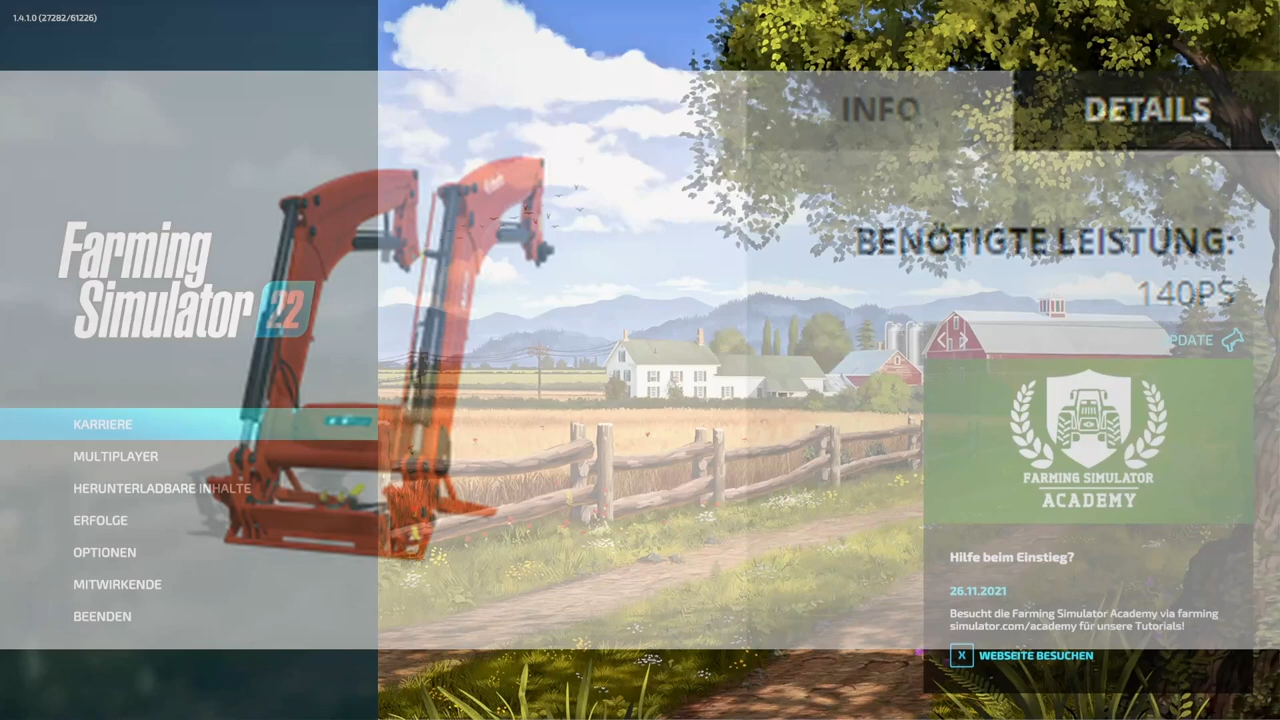 1.4.1.0 (27282/61226)
INFO
DETAILS
BENÖTIGTE LEISTUNG:
140PS
Farming
Simulator 22
PDATE
KARRIERE
MULTIPLAYER
HERUNTERLADBARE INHALTE
ERFOLGE
OPTIONEN
MITWIRKENDE
BEENDEN
FARMING SIMULATOR
ACADEMY
Hilfe beim Einstieg?
26.11.2021
Besucht die Farming Simulator Academy via farming
simulator.com/academy für unsere Tutorials!
X WEBSEITE BESUCHEN